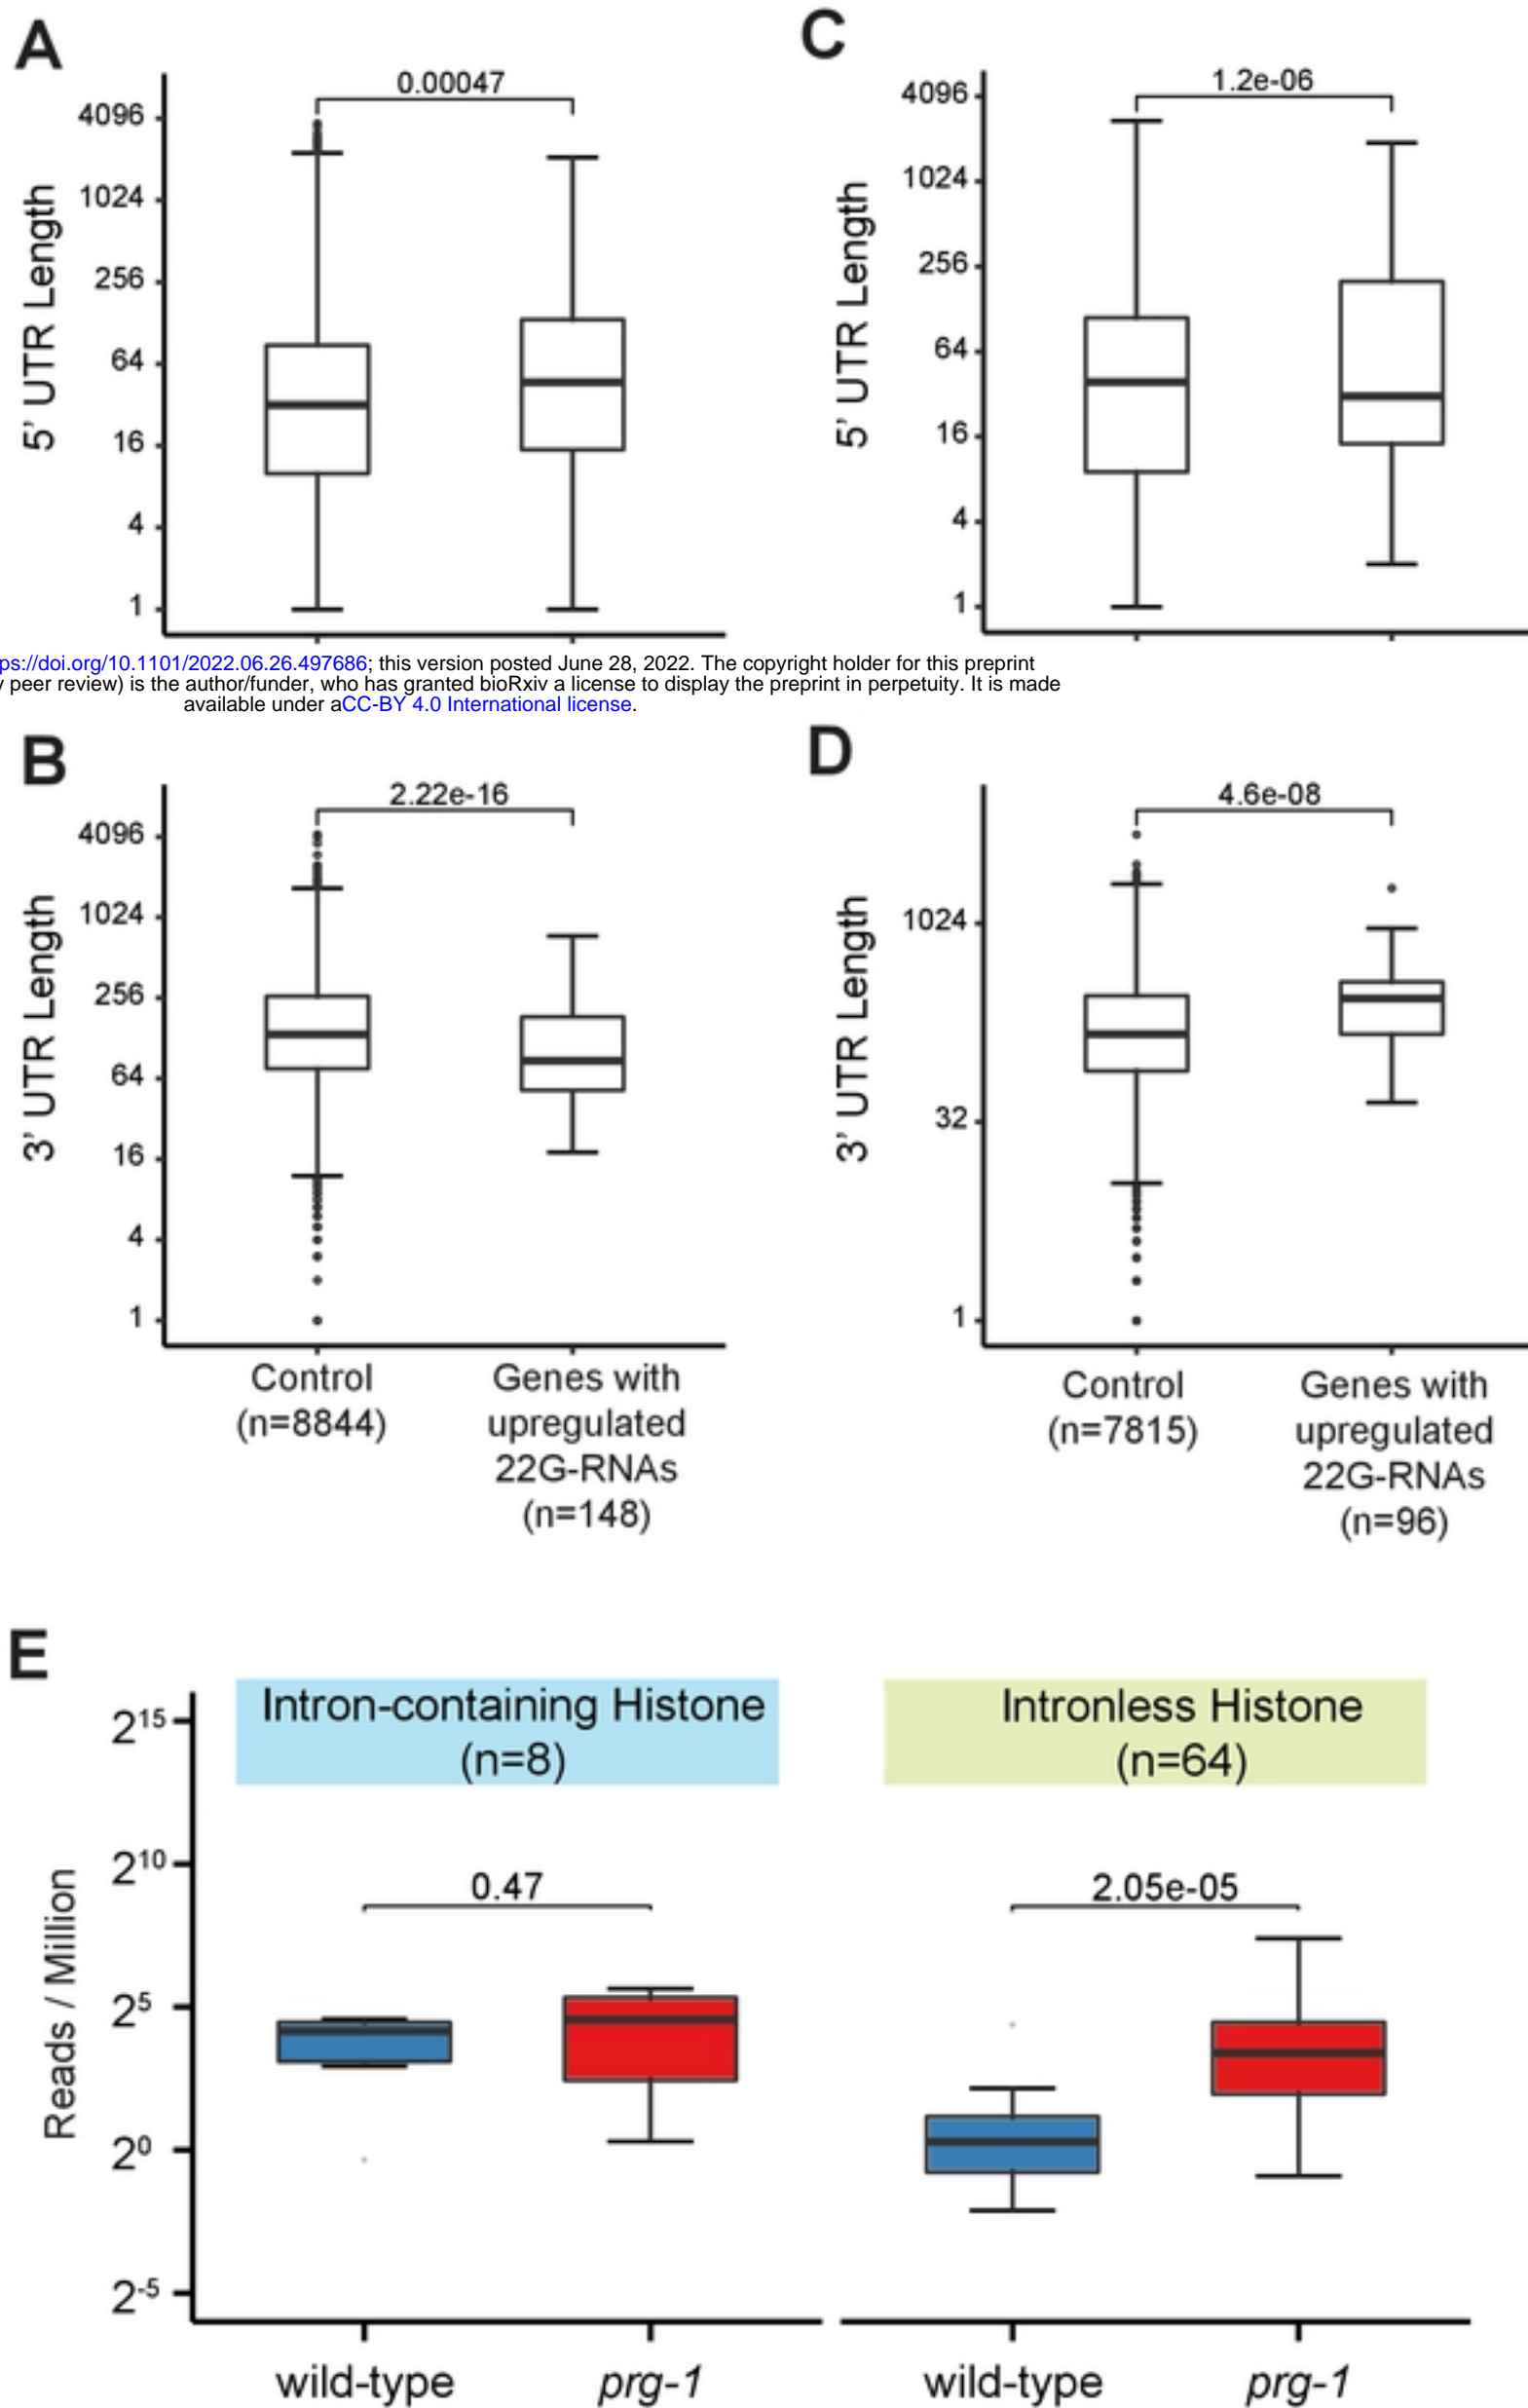 A
0.00047
4096
1024
256
64
16
4
1
5' UTR Length
C
1.2e-06
4096
1024
256
64
16
4
1
5' UTR Length
ps://doi.org/10.1101/2022.06.26.497686; this version posted June 28, 2022. The copyright holder for this preprint
y peer review) is the author/funder, who has granted bioRxiv a license to display the preprint in perpetuity. It is made
available under aCC-BY 4.0 International license.
B
2.22e-16
4096
1024
256
64
16
4
1
3' UTR Length
Control
(n=8844)
Genes with
upregulated
22G-RNAs
(n=148)
D
4.6e-08
1024
32
1
3' UTR Length
Control
(n=7815)
Genes with
upregulated
22G-RNAs
(n=96)
E
Intron-containing Histone
(n=8)
Intronless Histone
(n=64)
2¹⁵
2¹⁰
2⁵
2⁰
2⁻⁵
Reads / Million
0.47
2.05e-05
wild-type
prg-1
wild-type
prg-1